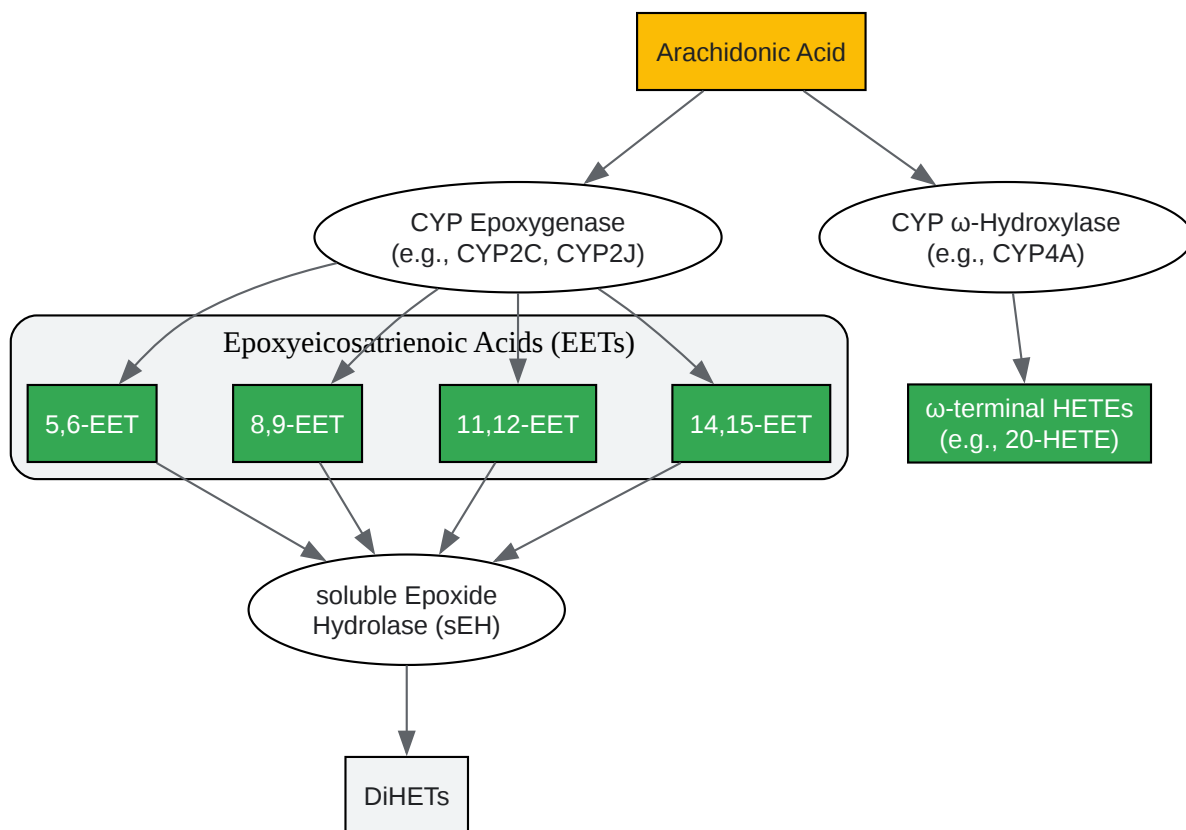 Arachidonic Acid
CYP Epoxygenase
(e.g., CYP2C, CYP2J)
CYP ω-Hydroxylase
(e.g., CYP4A)
Epoxyeicosatrienoic Acids (EETs)
5,6-EET
8,9-EET
11,12-EET
14,15-EET
ω-terminal HETEs
(e.g., 20-HETE)
soluble Epoxide
Hydrolase (sEH)
DiHETs